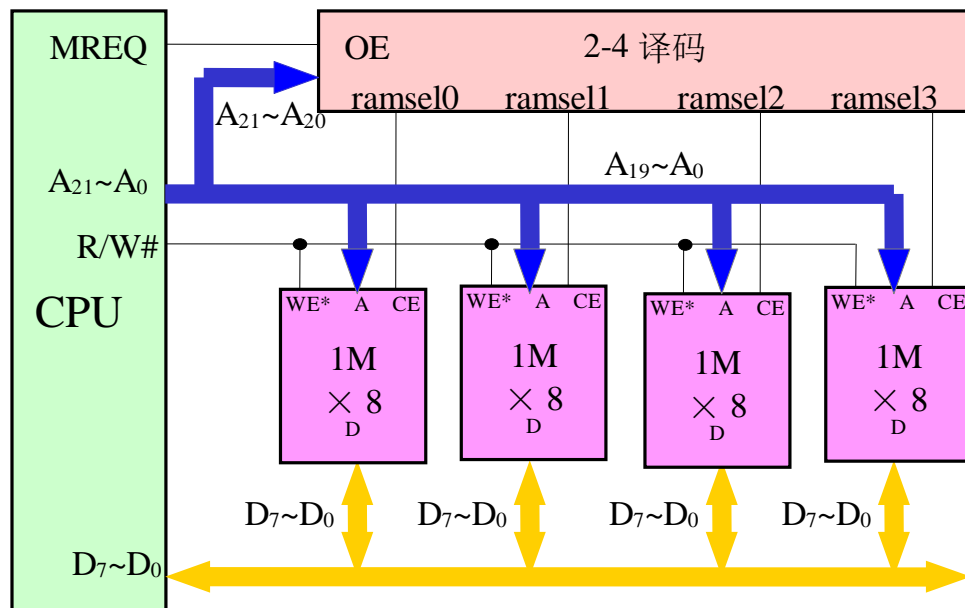 MREQ
OE
2-4 译码
ramsel0 ramsel1 ramsel2 ramsel3
A21~A20
A21~A0
A19~A0
R/W#
CPU
WE* A CE
1M
× 8
D
WE* A CE
1M
× 8
D
WE* A CE
1M
× 8
D
WE* A CE
1M
× 8
D
D7~D0 D7~D0 D7~D0 D7~D0
D7~D0